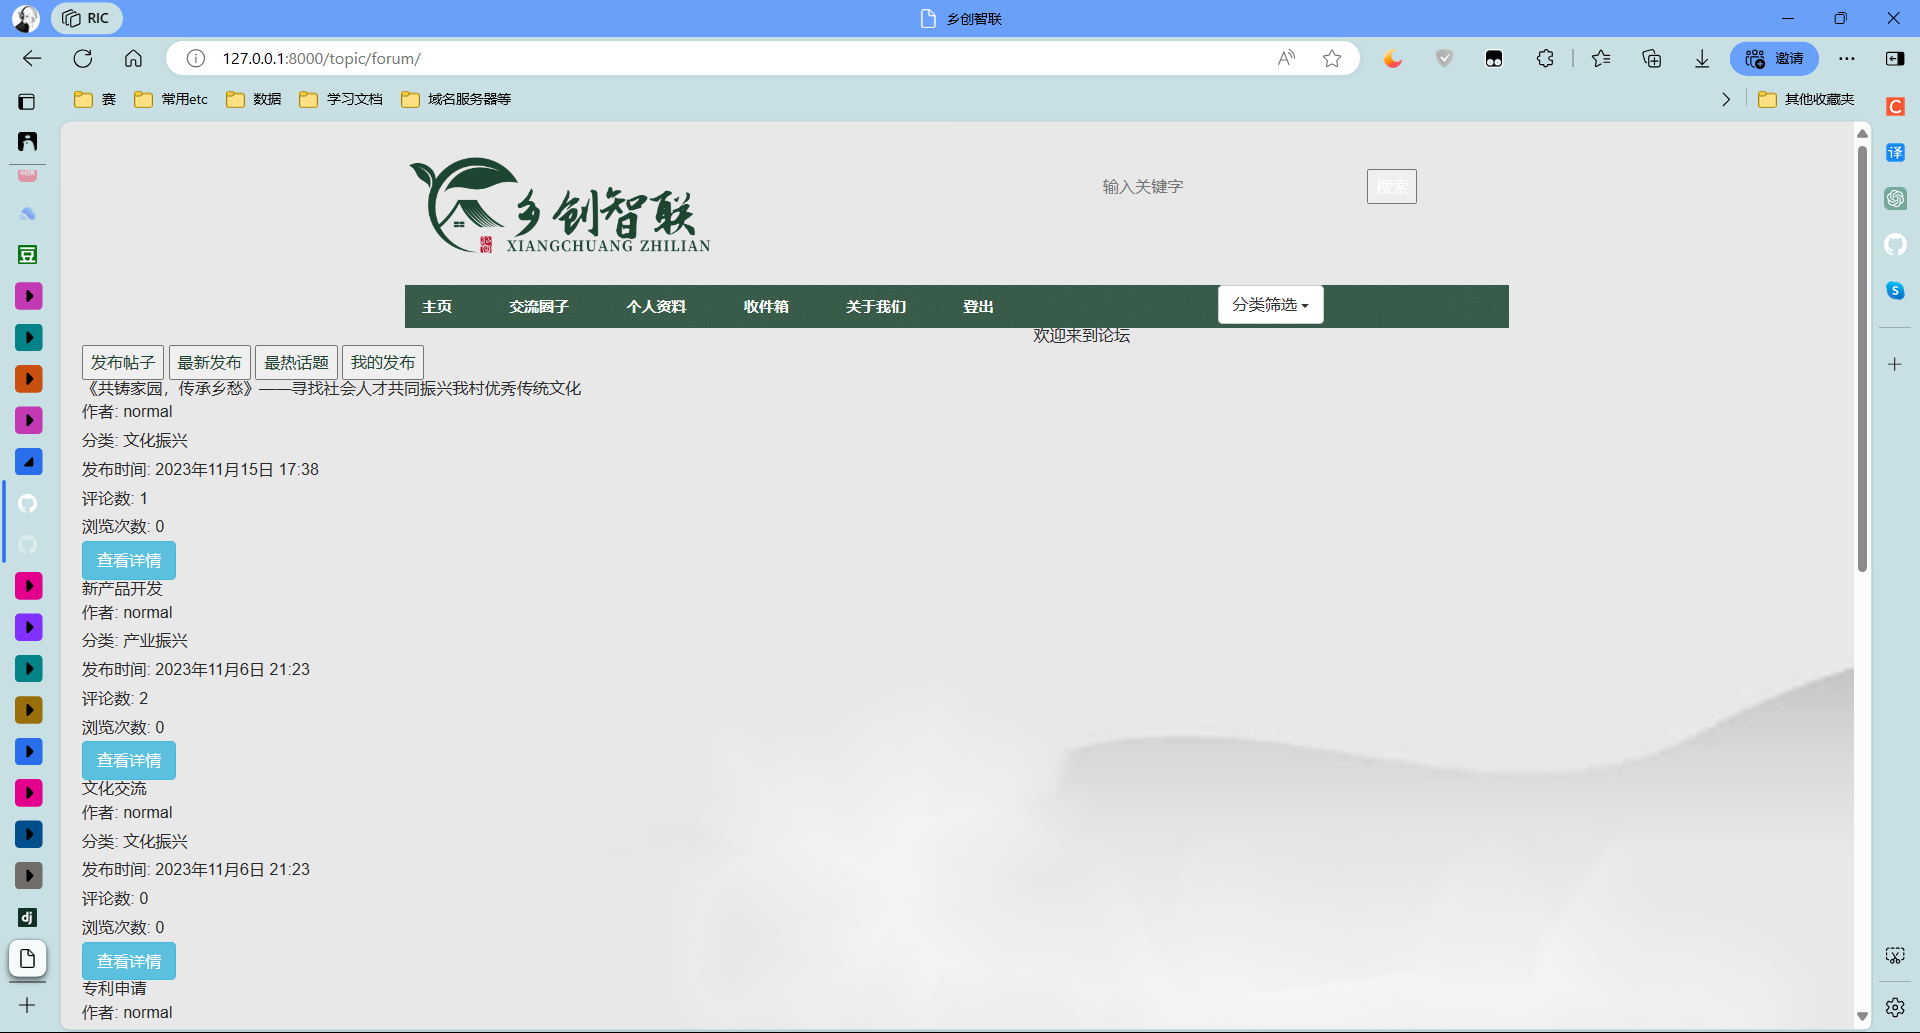 RIC
乡创智联
127.0.0.1:8000/topic/forum/
邀请
赛
常用etc
数据
学习文档
域名服务器等
其他收藏夹
乡创智联
XIANGCHUANG ZHILIAN
输入关键字
搜索
主页
交流圈子
个人资料
收件箱
关于我们
登出
分类筛选
欢迎来到论坛
发布帖子
最新发布
最热话题
我的发布
《共铸家园，传承乡愁》——寻找社会人才共同振兴我村优秀传统文化
作者: normal
分类: 文化振兴
发布时间: 2023年11月15日 17:38
评论数: 1
浏览次数: 0
查看详情
新产品开发
作者: normal
分类: 产业振兴
发布时间: 2023年11月6日 21:23
评论数: 2
浏览次数: 0
查看详情
文化交流
作者: normal
分类: 文化振兴
发布时间: 2023年11月6日 21:23
评论数: 0
浏览次数: 0
查看详情
专利申请
作者: normal
豆
dj
C
译
S